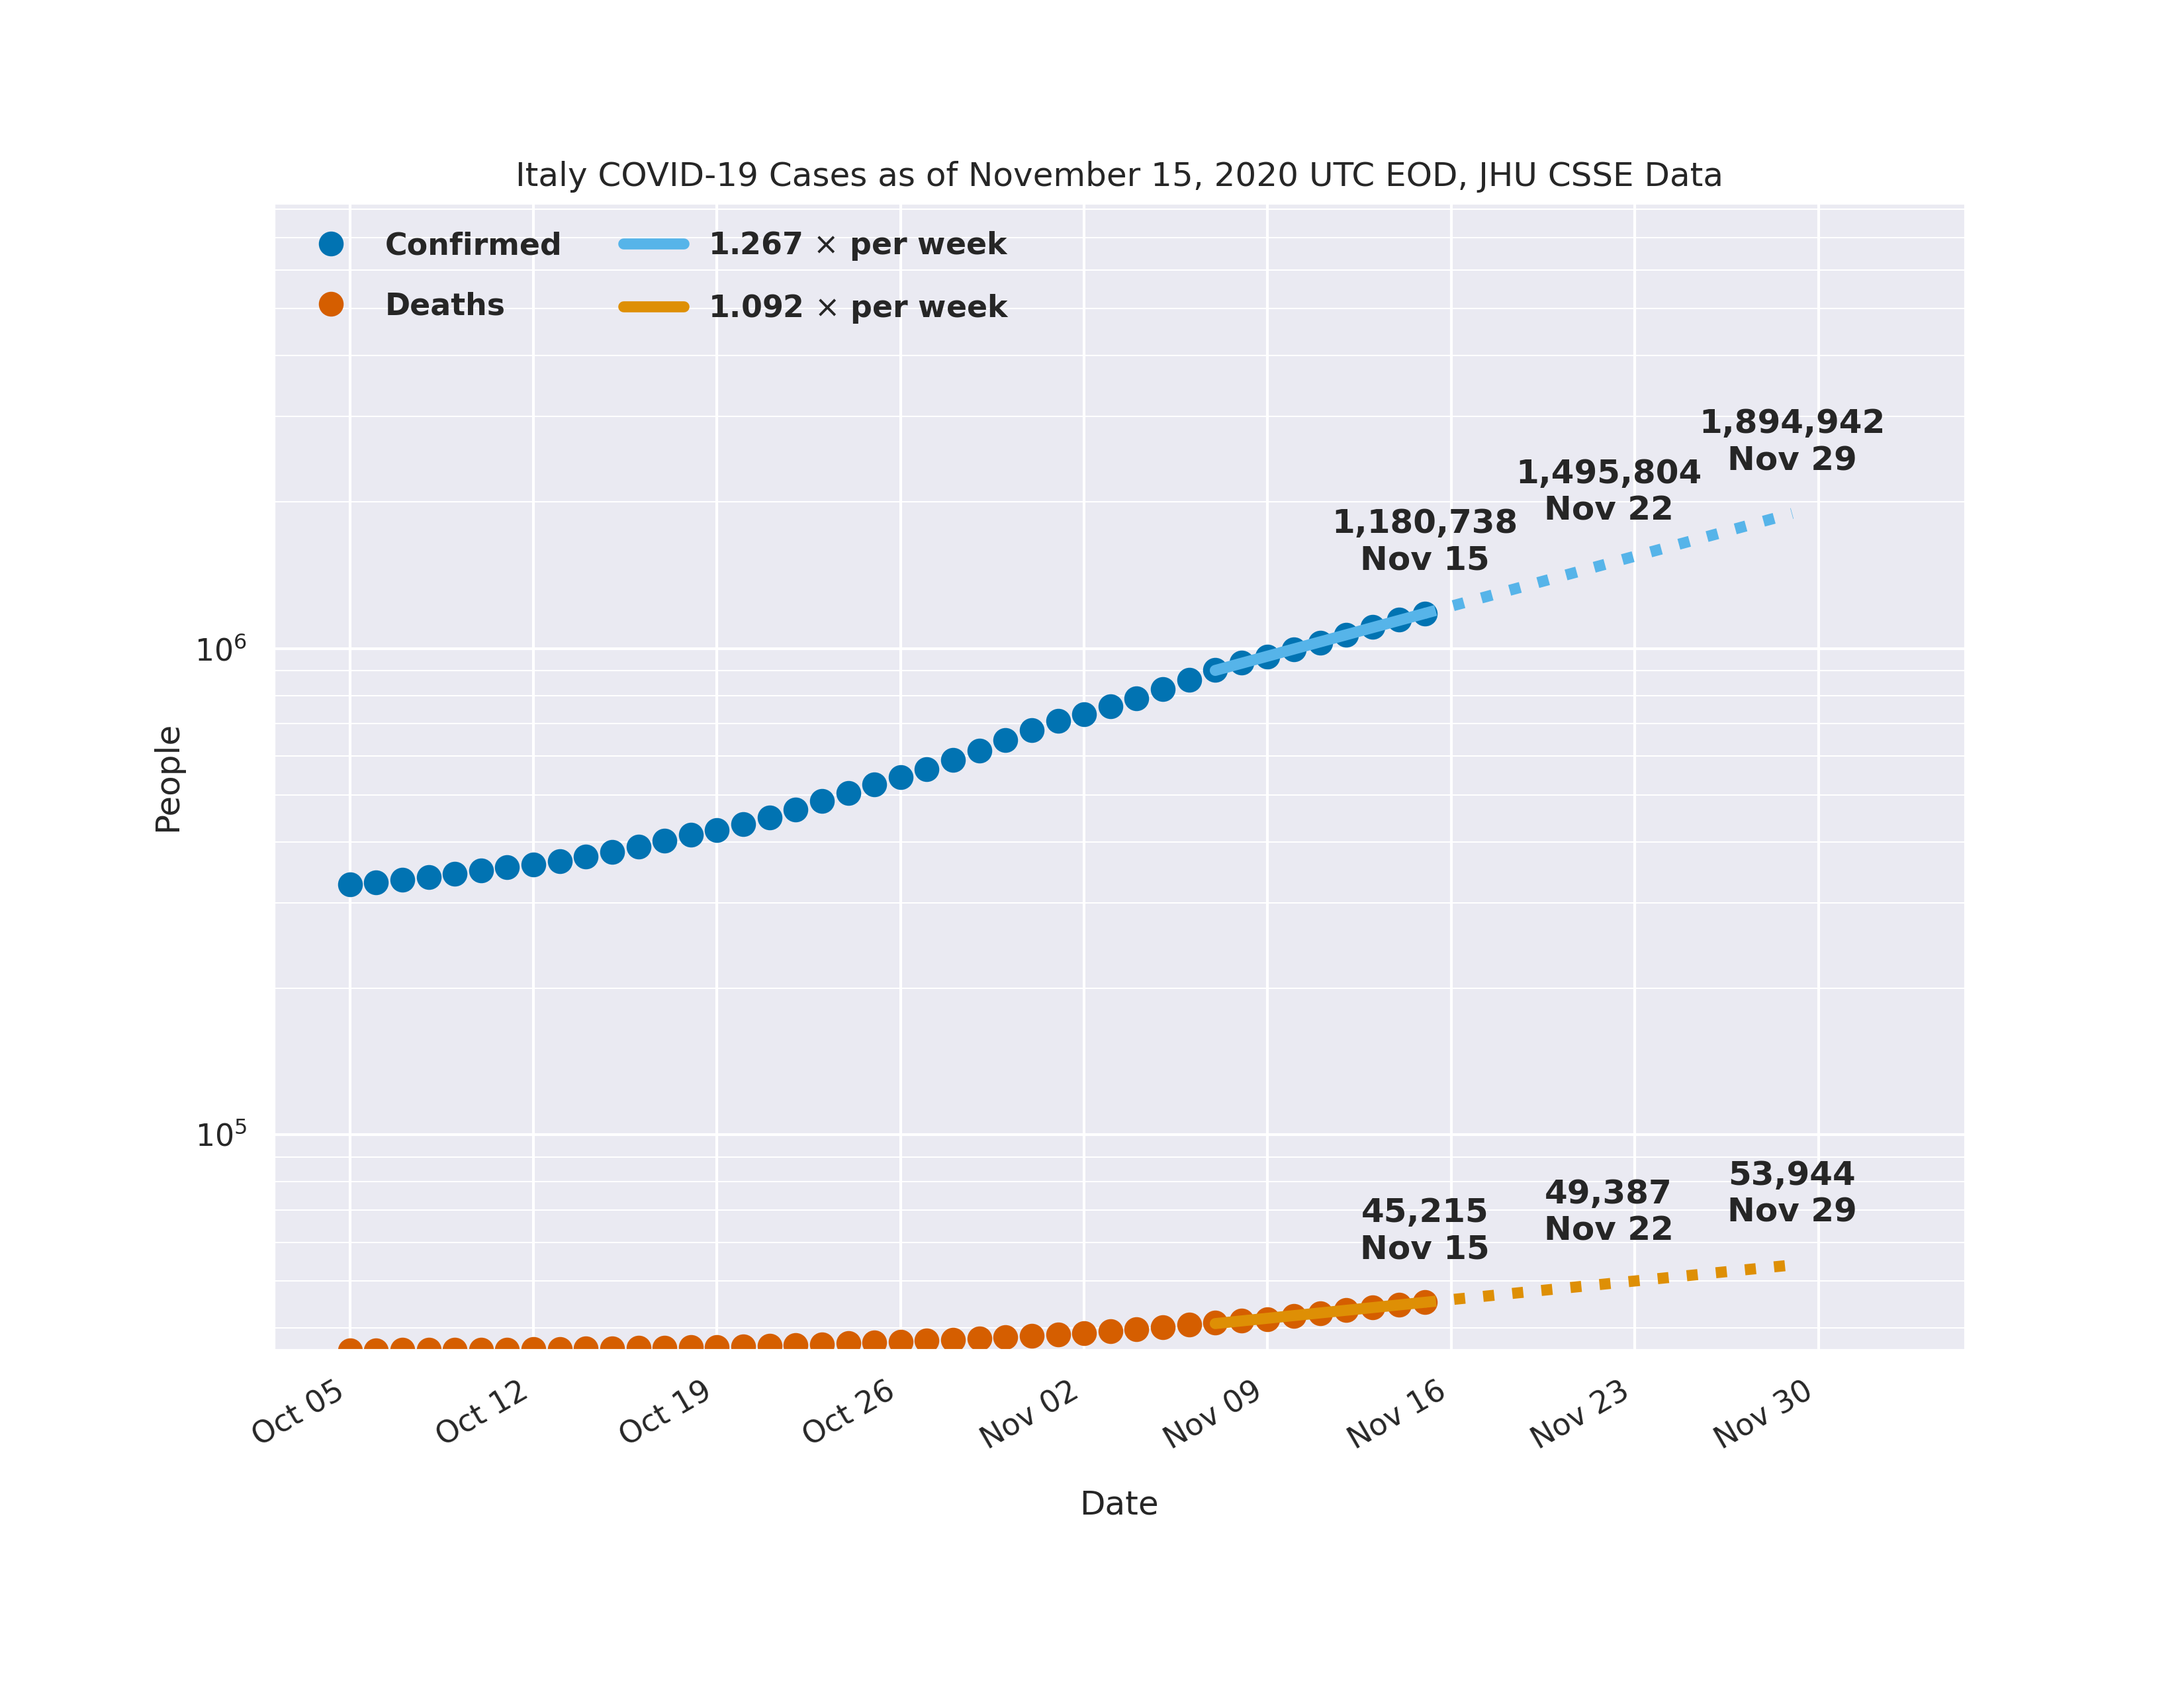 Italy COVID-19 Cases as of November 15, 2020 UTC EOD, JHU CSSE Data
Confirmed
Deaths
1.267 × per week
1.092 × per week
1,894,942
Nov 29
1,495,804
Nov 22
1,180,738
Nov 15
10⁶
People
10⁵
53,944
Nov 29
49,387
Nov 22
45,215
Nov 15
Oct 05
Oct 12
Oct 19
Oct 26
Nov 02
Nov 09
Nov 16
Nov 23
Nov 30
Date